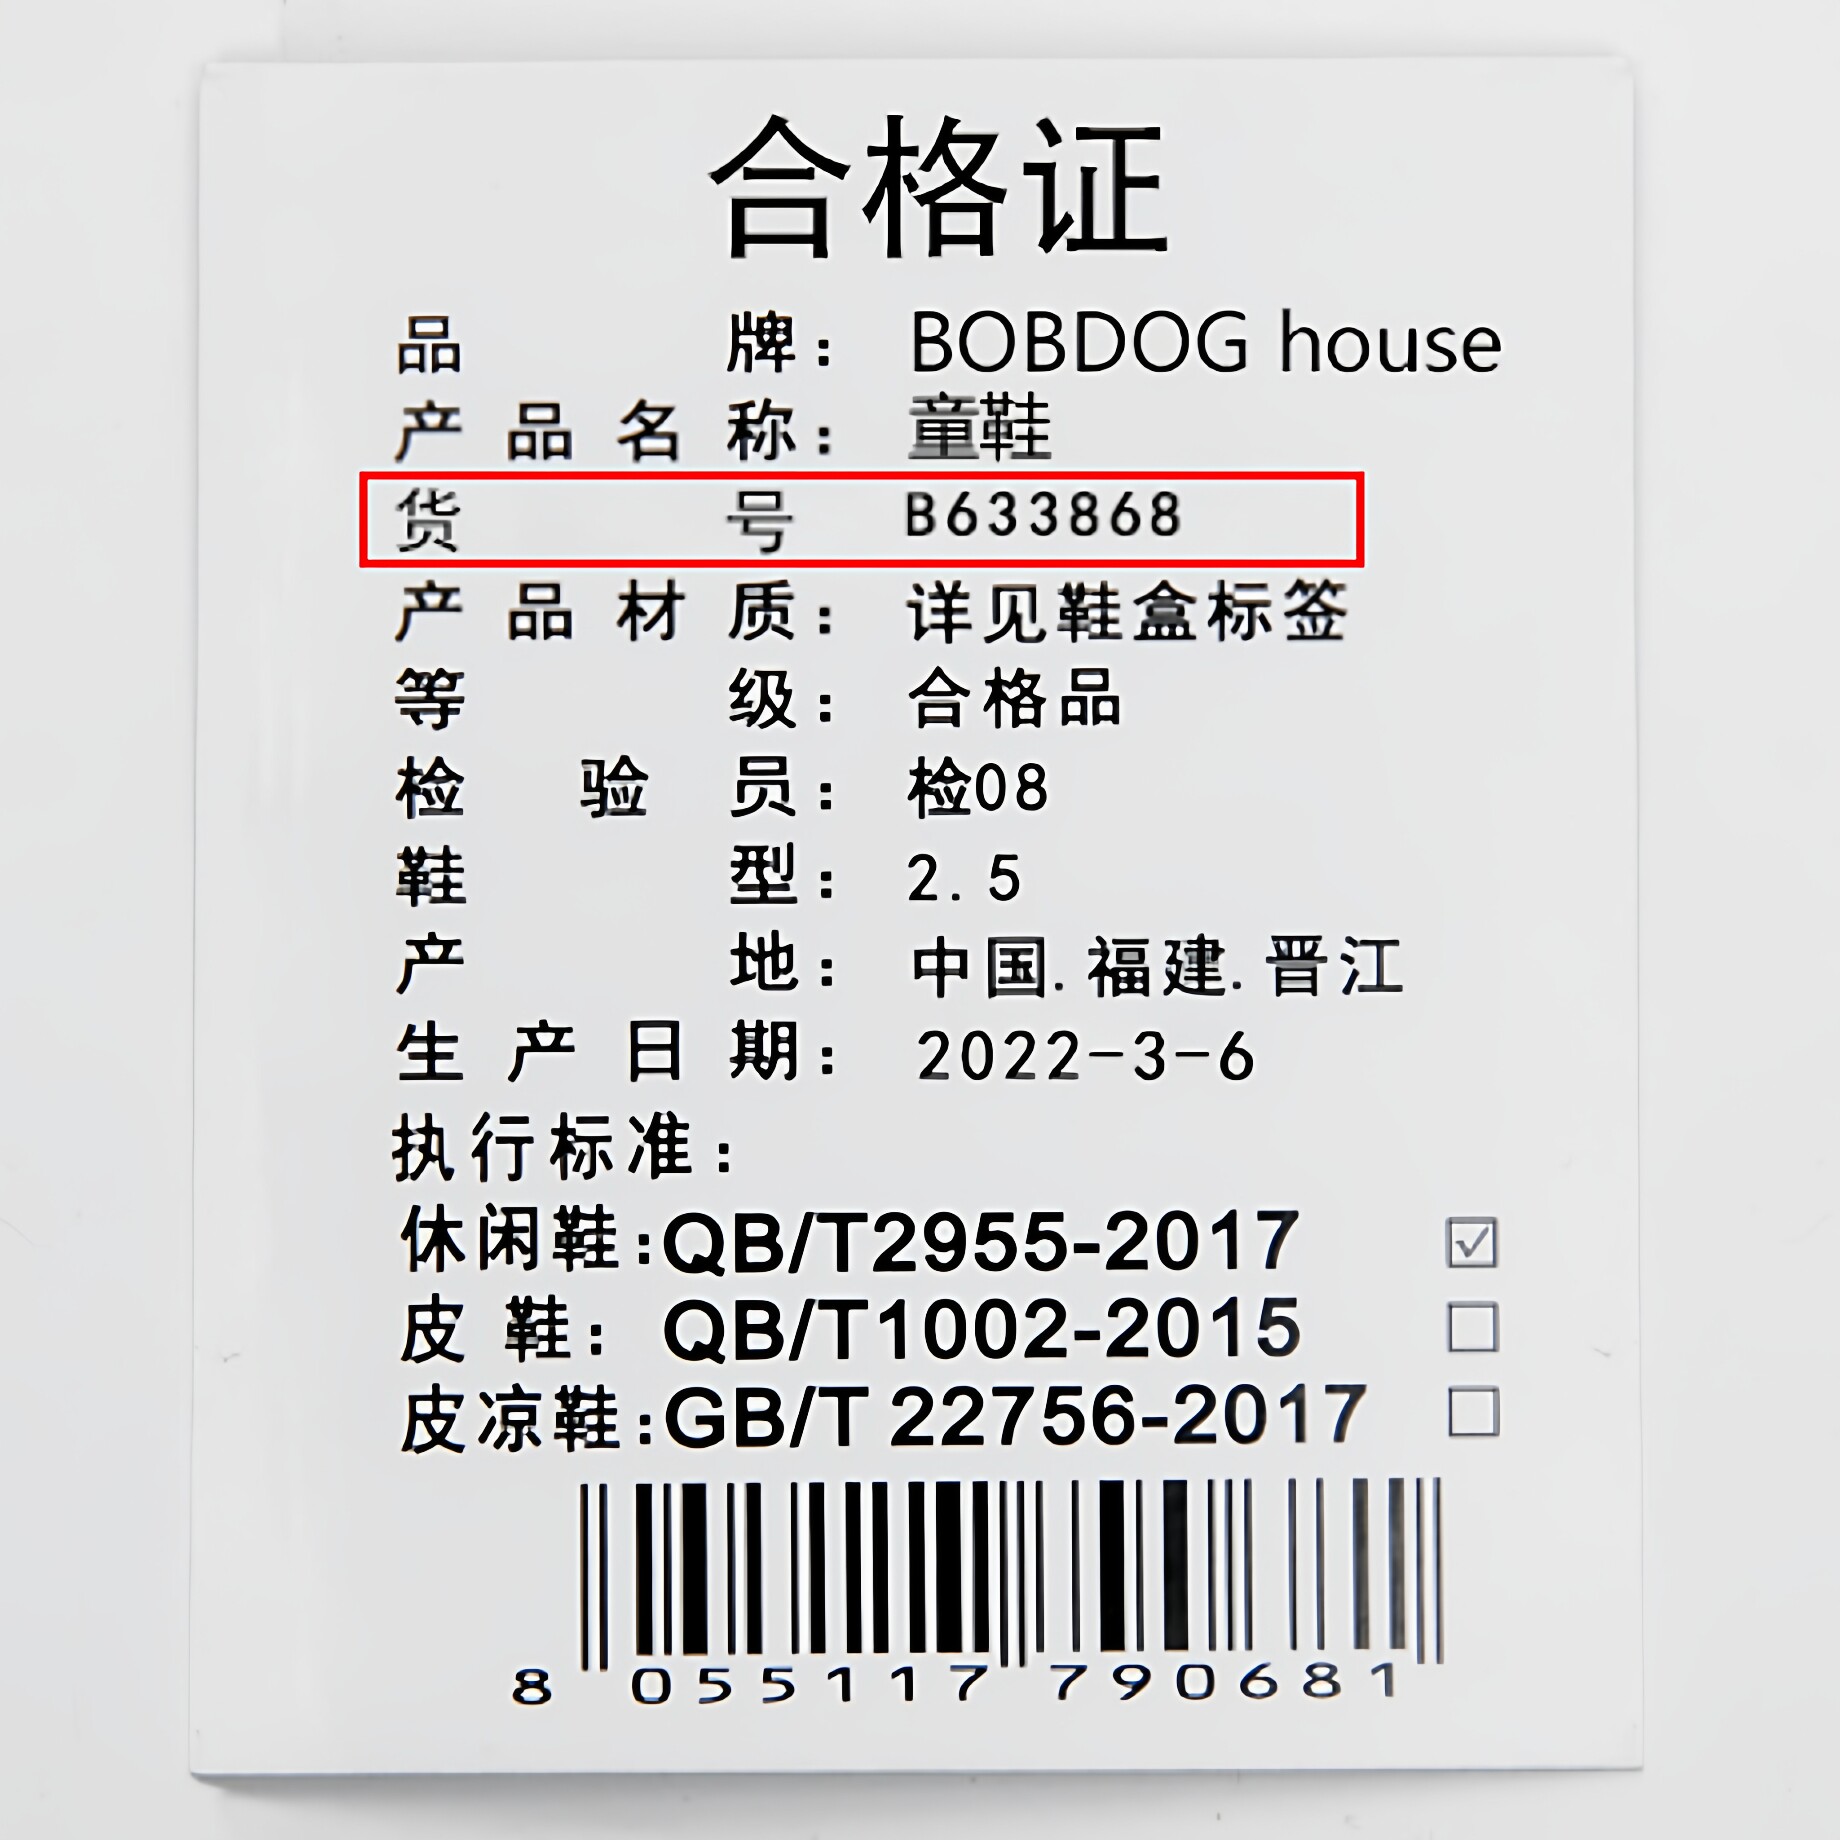 合格证
品牌: BOBDOG house
产品名称: 童鞋
货号 B633868
产品材质: 详见鞋盒标签
等级: 合格品
检验员: 检08
鞋型: 2.5
产地: 中国.福建.晋江
生产日期: 2022-3-6
执行标准:
休闲鞋:QB/T2955-2017 ☑
皮鞋: QB/T1002-2015 □
皮凉鞋:GB/T 22756-2017 □
8 055117 790681